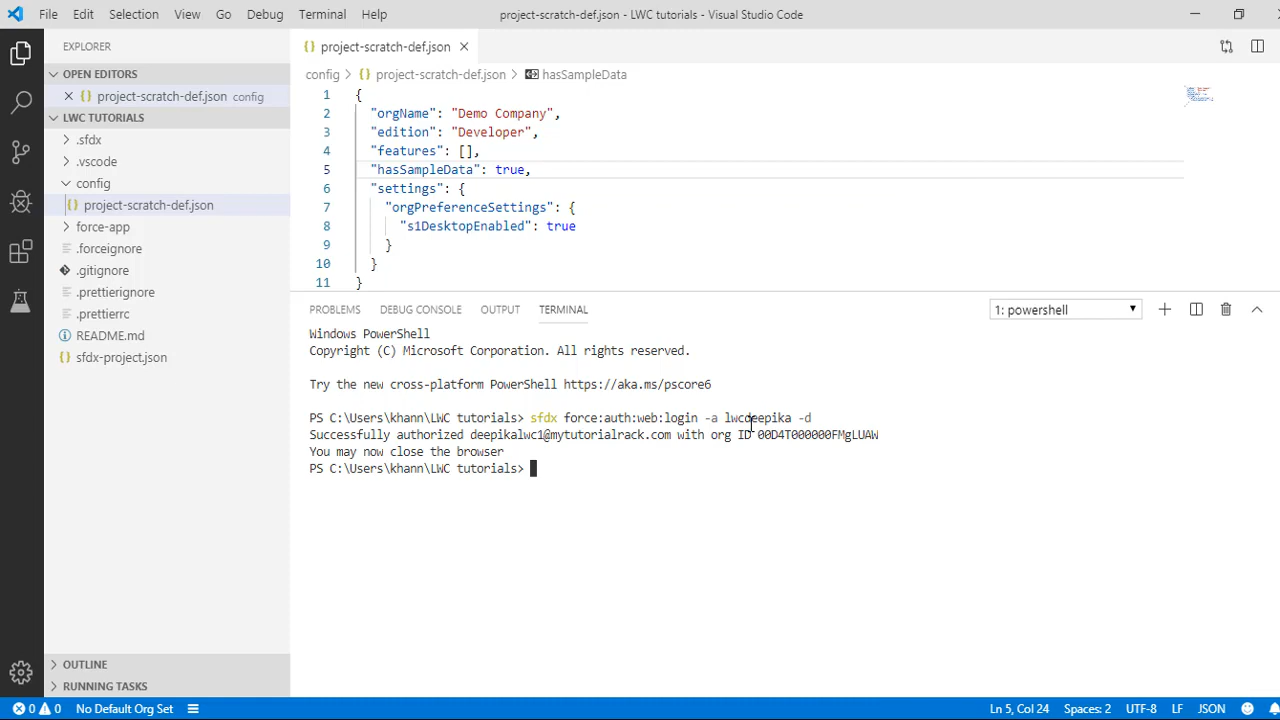 File Edit Selection View Go Debug Terminal Help
project-scratch-def.json - LWC tutorials - Visual Studio Code
EXPLORER
OPEN EDITORS
project-scratch-def.json config
LWC TUTORIALS
.sfdx
.vscode
config
{} project-scratch-def.json
force-app
.forceignore
.gitignore
.prettierignore
.prettierrc
README.md
{} sfdx-project.json
OUTLINE
RUNNING TASKS
{} project-scratch-def.json
config > {} project-scratch-def.json > hasSampleData
1 {
2 "orgName": "Demo Company",
3 "edition": "Developer",
4 "features": [],
5 "hasSampleData": true,
6 "settings": {
7 "orgPreferenceSettings": {
8 "s1DesktopEnabled": true
9 }
10 }
11 }
PROBLEMS DEBUG CONSOLE OUTPUT TERMINAL
1: powershell
Windows PowerShell
Copyright (C) Microsoft Corporation. All rights reserved.
Try the new cross-platform PowerShell https://aka.ms/pscore6
PS C:\Users\khann\LWC tutorials> sfdx force:auth:web:login -a lwcdeepika -d
Successfully authorized deepikalwc1@mytutorialrack.com with org ID 00D4T000000FMgLUAW
You may now close the browser
PS C:\Users\khann\LWC tutorials>
0 0 No Default Org Set
Ln 5, Col 24 Spaces: 2 UTF-8 LF JSON